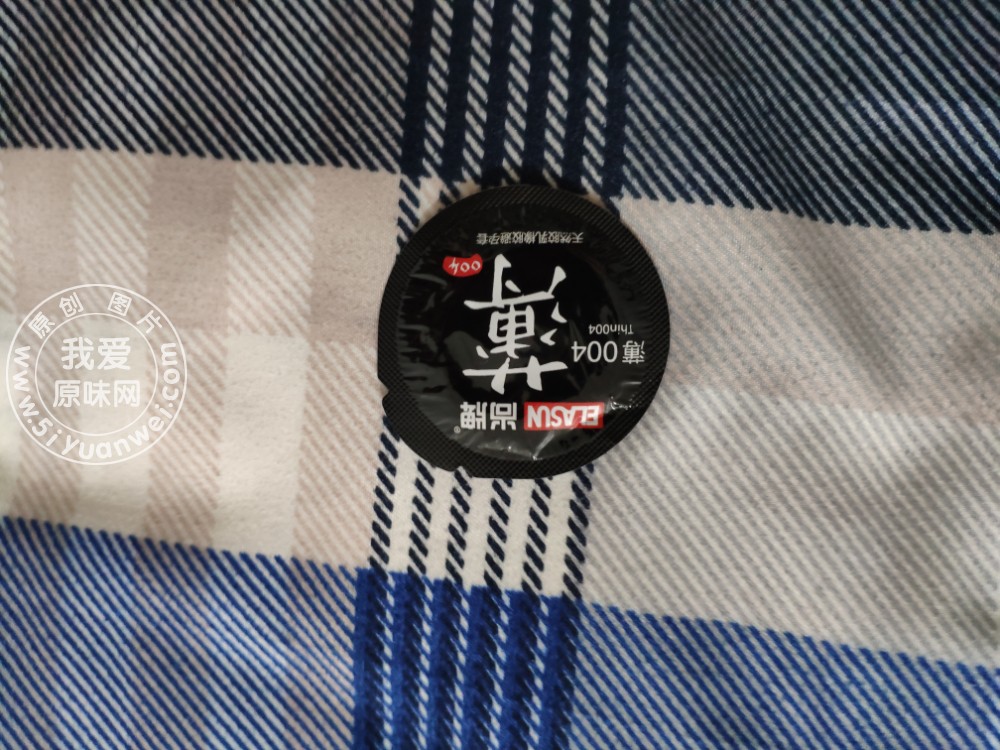 ELASUN 尚牌®
薄
004
薄 004
Thin004
天然胶乳橡胶避孕套
原创图片
我爱
原味网
www.5iyuanwei.com